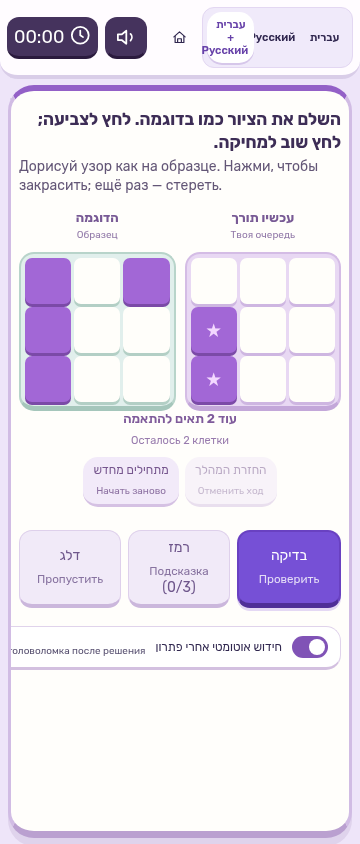 עברית
Русский
עברית
+
Русский
00:00
השלם את הציור כמו בדוגמה. לחץ לצביעה;
לחץ שוב למחיקה.
Дорисуй узор как на образце. Нажми, чтобы
закрасить; ещё раз — стереть.
עכשיו תורך
Твоя очередь
הדוגמה
Образец
עוד 2 תאים להתאמה
Осталось 2 клетки
החזרת המהלך
Отменить ход
מתחילים מחדש
Начать заново
בדיקה
Проверить
רמז
Подсказка
(0/3)
דלג
Пропустить
חידוש אוטומטי אחרי פתרון
оловоломка после решения